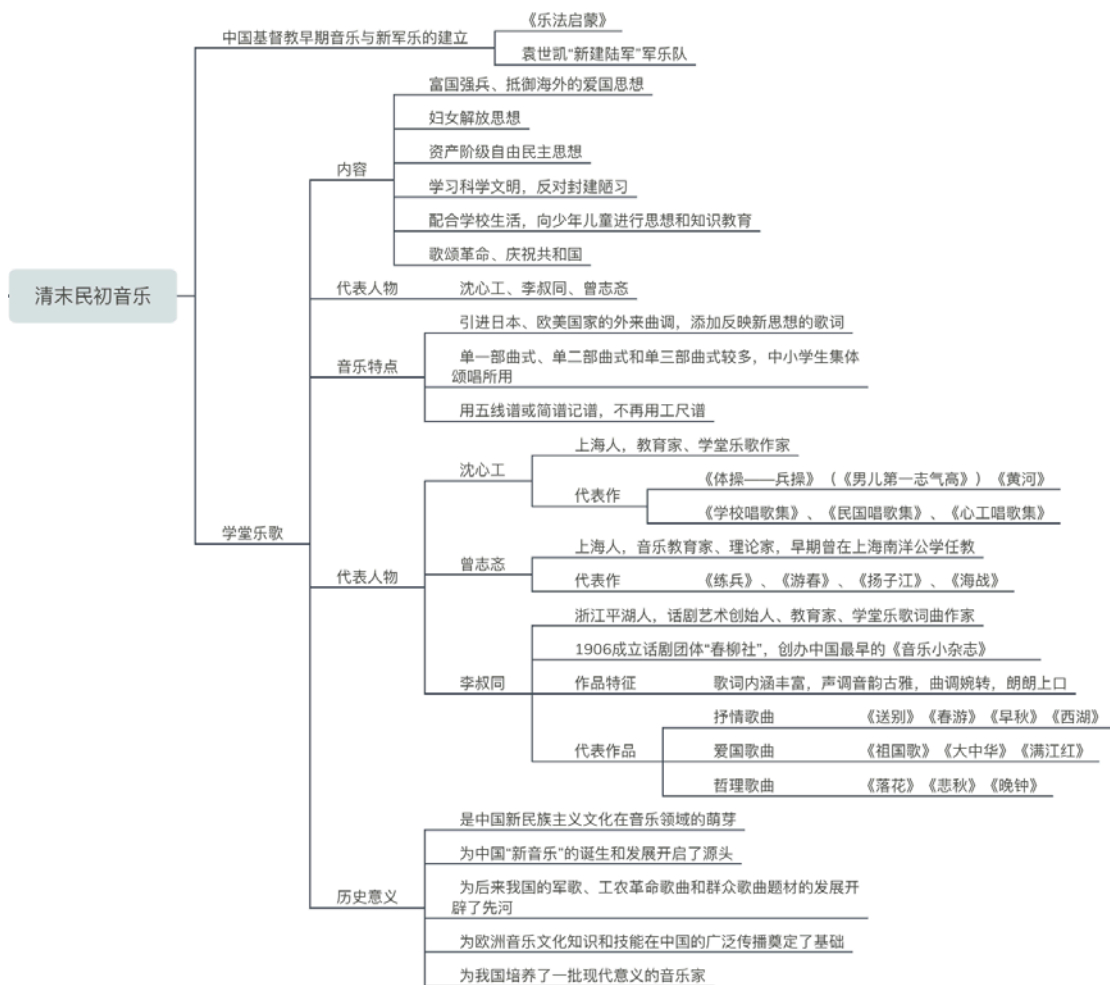 清末民初音乐
中国基督教早期音乐与新军乐的建立
《乐法启蒙》
袁世凯“新建陆军”军乐队
学堂乐歌
内容
富国强兵、抵御海外的爱国思想
妇女解放思想
资产阶级自由民主思想
学习科学文明，反对封建陋习
配合学校生活，向少年儿童进行思想和知识教育
歌颂革命、庆祝共和国
代表人物
沈心工、李叔同、曾志忞
音乐特点
引进日本、欧美国家的外来曲调，添加反映新思想的歌词
单一部曲式、单二部曲式和单三部曲式较多，中小学生集体
颂唱所用
用五线谱或简谱记谱，不再用工尺谱
代表人物
沈心工
上海人，教育家、学堂乐歌作家
代表作
《体操——兵操》（《男儿第一志气高》）《黄河》
《学校唱歌集》、《民国唱歌集》、《心工唱歌集》
曾志忞
上海人，音乐教育家、理论家，早期曾在上海南洋公学任教
代表作
《练兵》、《游春》、《扬子江》、《海战》
李叔同
浙江平湖人，话剧艺术创始人、教育家、学堂乐歌词曲作家
1906成立话剧团体“春柳社”，创办中国最早的《音乐小杂志》
作品特征
歌词内涵丰富，声调音韵古雅，曲调婉转，朗朗上口
代表作品
抒情歌曲
《送别》《春游》《早秋》《西湖》
爱国歌曲
《祖国歌》《大中华》《满江红》
哲理歌曲
《落花》《悲秋》《晚钟》
历史意义
是中国新民族主义文化在音乐领域的萌芽
为中国“新音乐”的诞生和发展开启了源头
为后来我国的军歌、工农革命歌曲和群众歌曲题材的发展开
辟了先河
为欧洲音乐文化知识和技能在中国的广泛传播奠定了基础
为我国培养了一批现代意义的音乐家